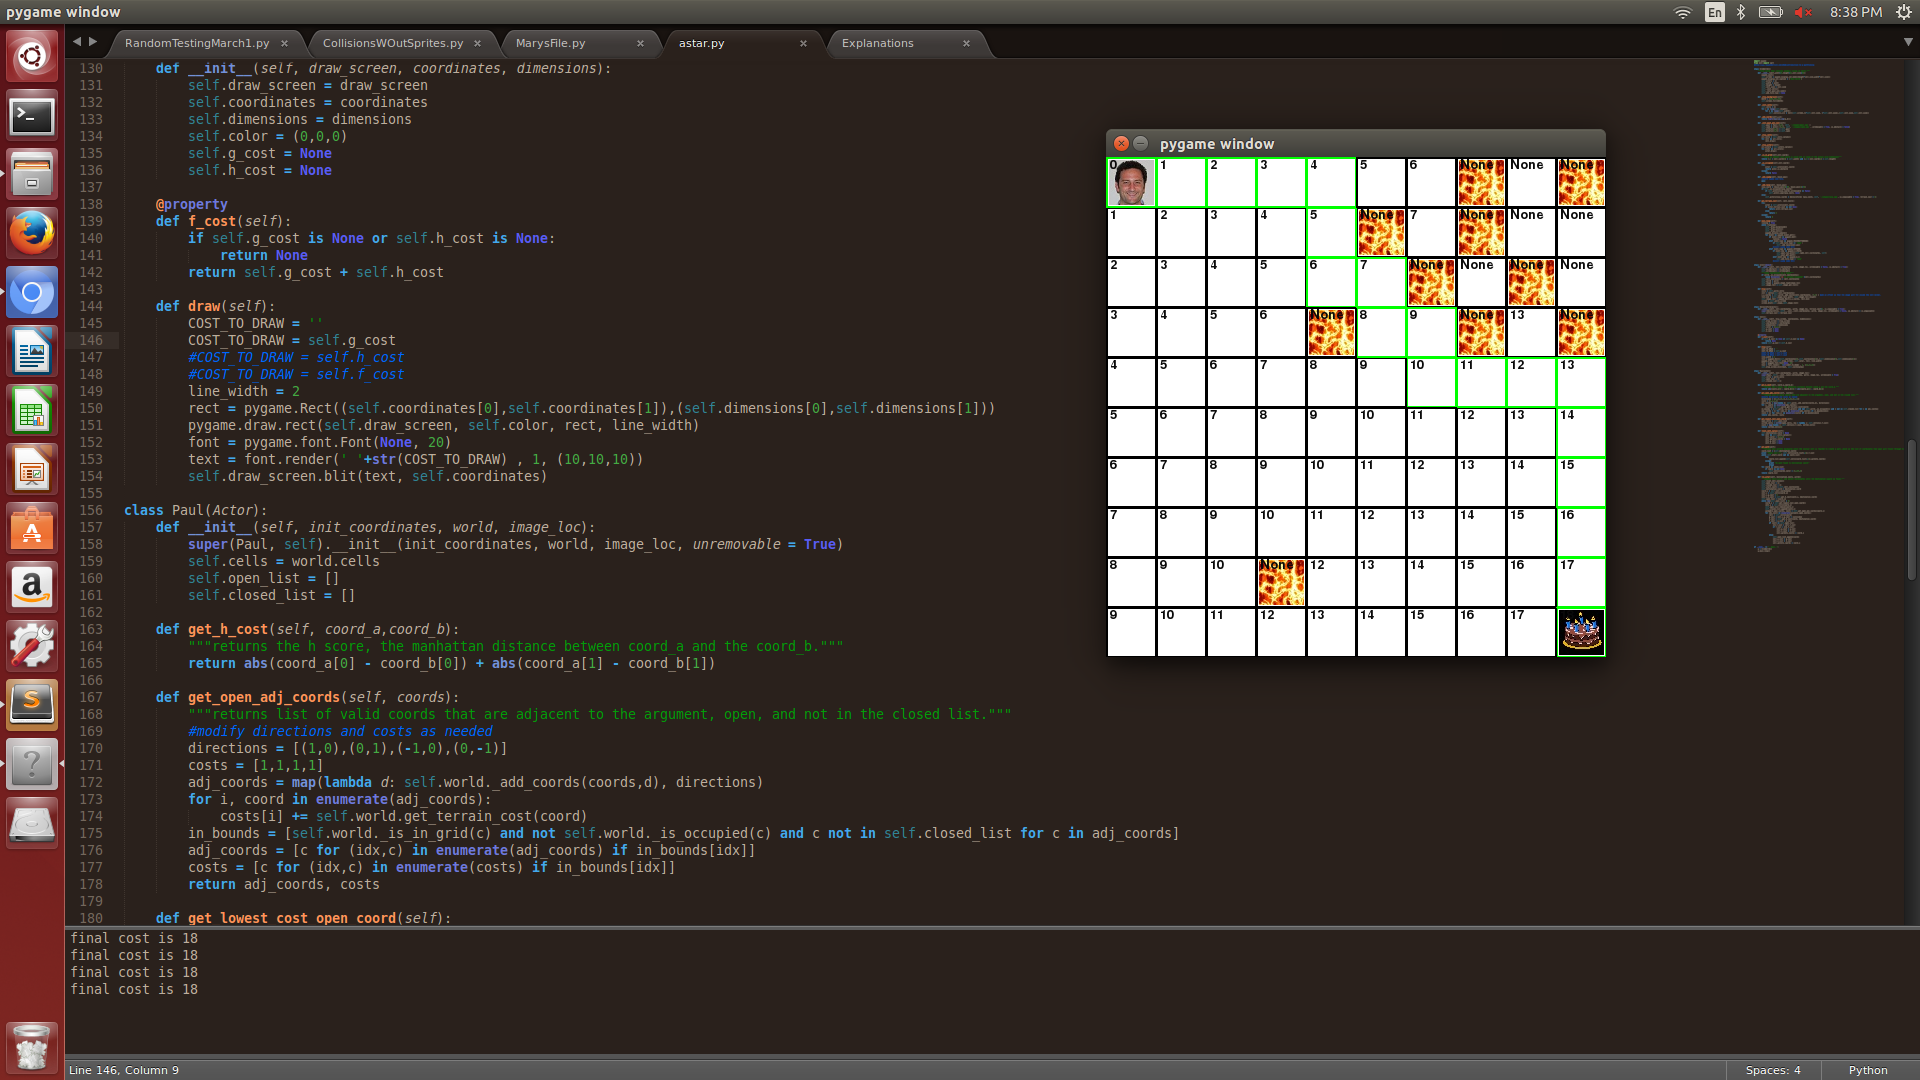 pygame window
En
8:38 PM
RandomTestingMarch1.py × CollisionsWOutSprites.py × MarysFile.py × astar.py × Explanations ×
130 def __init__(self, draw_screen, coordinates, dimensions):
131 self.draw_screen = draw_screen
132 self.coordinates = coordinates
133 self.dimensions = dimensions
134 self.color = (0,0,0)
135 self.g_cost = None
136 self.h_cost = None
137
138 @property
139 def f_cost(self):
140 if self.g_cost is None or self.h_cost is None:
141 return None
142 return self.g_cost + self.h_cost
143
144 def draw(self):
145 COST_TO_DRAW = ''
146 COST_TO_DRAW = self.g_cost
147 #COST_TO_DRAW = self.h_cost
148 #COST_TO_DRAW = self.f_cost
149 line_width = 2
150 rect = pygame.Rect((self.coordinates[0],self.coordinates[1]),(self.dimensions[0],self.dimensions[1]))
151 pygame.draw.rect(self.draw_screen, self.color, rect, line_width)
152 font = pygame.font.Font(None, 20)
153 text = font.render(' '+str(COST_TO_DRAW) , 1, (10,10,10))
154 self.draw_screen.blit(text, self.coordinates)
155
156 class Paul(Actor):
157 def __init__(self, init_coordinates, world, image_loc):
158 super(Paul, self).__init__(init_coordinates, world, image_loc, unremovable = True)
159 self.cells = world.cells
160 self.open_list = []
161 self.closed_list = []
162
163 def get_h_cost(self, coord_a,coord_b):
164 """returns the h score, the manhattan distance between coord_a and the coord_b."""
165 return abs(coord_a[0] - coord_b[0]) + abs(coord_a[1] - coord_b[1])
166
167 def get_open_adj_coords(self, coords):
168 """returns list of valid coords that are adjacent to the argument, open, and not in the closed list."""
169 #modify directions and costs as needed
170 directions = [(1,0),(0,1),(-1,0),(0,-1)]
171 costs = [1,1,1,1]
172 adj_coords = map(lambda d: self.world._add_coords(coords,d), directions)
173 for i, coord in enumerate(adj_coords):
174 costs[i] += self.world.get_terrain_cost(coord)
175 in_bounds = [self.world._is_in_grid(c) and not self.world._is_occupied(c) and c not in self.closed_list for c in adj_coords]
176 adj_coords = [c for (idx,c) in enumerate(adj_coords) if in_bounds[idx]]
177 costs = [c for (idx,c) in enumerate(costs) if in_bounds[idx]]
178 return adj_coords, costs
179
180 def get_lowest_cost_open_coord(self):
pygame window
0 1 2 3 4 5 6 None None None
1 2 3 4 5 None 7 None None None
2 3 4 5 6 7 None None None None
3 4 5 6 None 8 9 None 13 None
4 5 6 7 8 9 10 11 12 13
5 6 7 8 9 10 11 12 13 14
6 7 8 9 10 11 12 13 14 15
7 8 9 10 11 12 13 14 15 16
8 9 10 None 12 13 14 15 16 17
9 10 11 12 13 14 15 16 17
final cost is 18
final cost is 18
final cost is 18
final cost is 18
Line 146, Column 9
Spaces: 4
Python